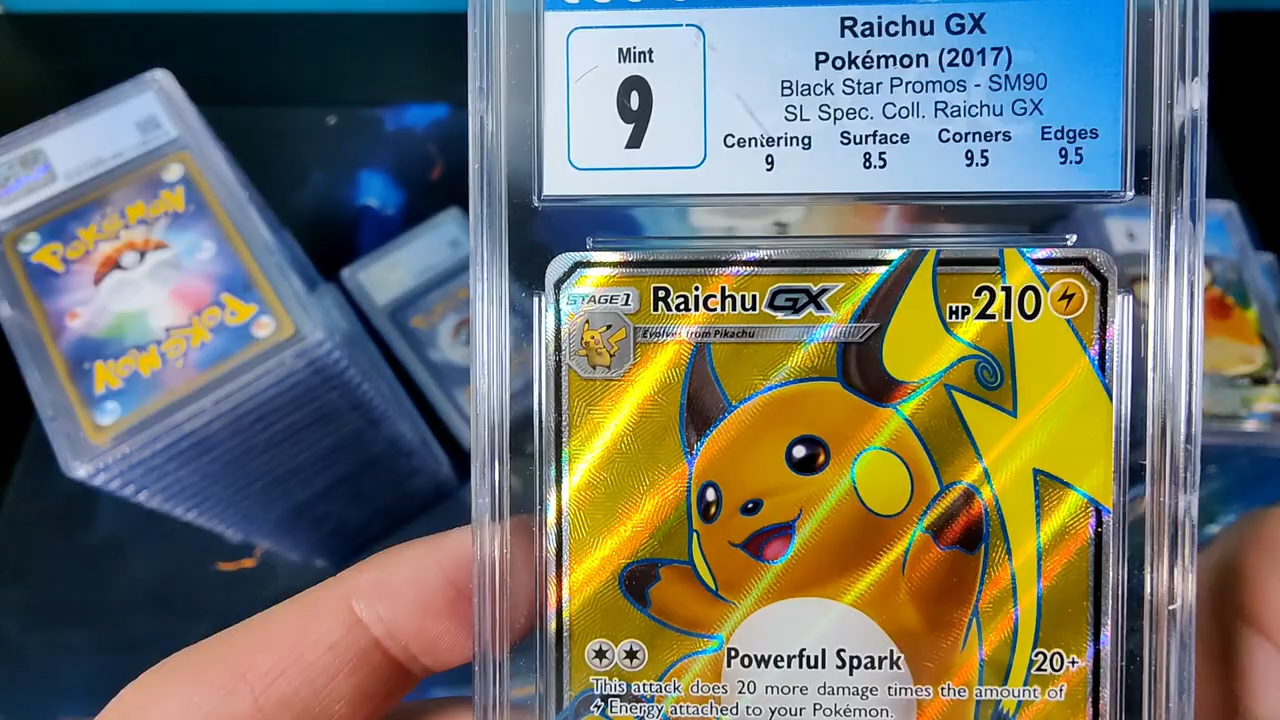 Raichu GX
Mint
9
Pokémon (2017)
Black Star Promos - SM90
SL Spec. Coll. Raichu GX
Centering Surface Corners Edges
9 8.5 9.5 9.5
STAGE1 Raichu GX HP210
Evolves from Pikachu
Powerful Spark 20+
This attack does 20 more damage times the amount of
Energy attached to your Pokémon.
POKéMON
POKéMON